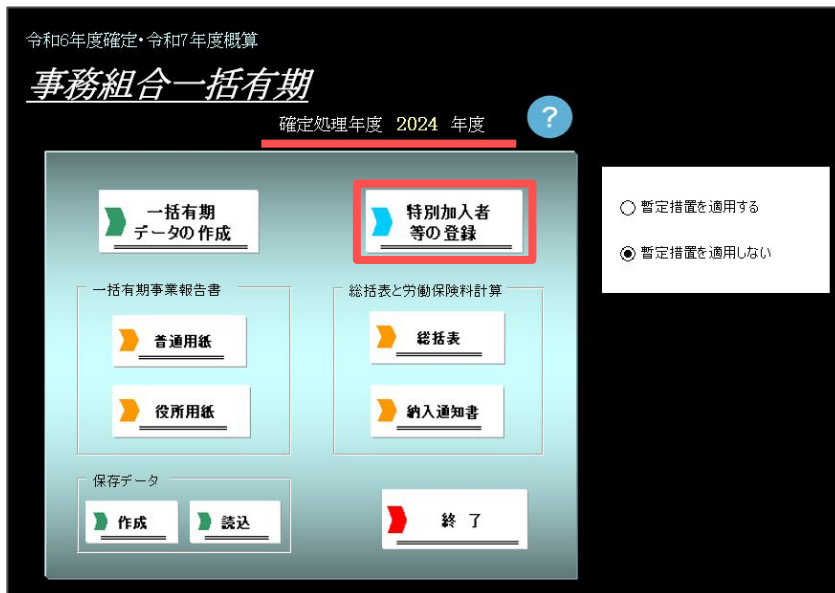 令和6年度確定・令和7年度概算
事務組合一括有期
確定処理年度 2024 年度
?
一括有期
データの作成
特別加入者
等の登録
暫定措置を適用する
暫定措置を適用しない
一括有期事業報告書
総括表と労働保険料計算
普通用紙
総括表
役所用紙
納入通知書
保存データ
作成
読込
終 了